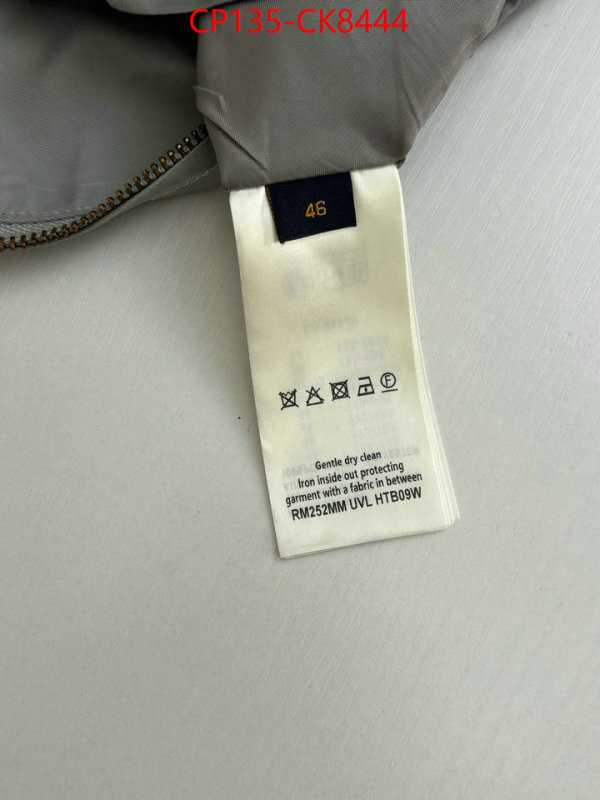 CP135-CK8444
46
F
Gentle dry clean
Iron inside out protecting
garment with a fabric in between
RM252MM UVL HTB09W